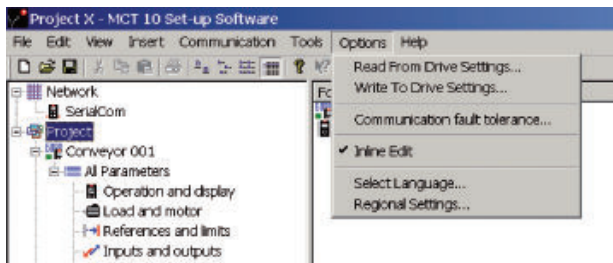 Project X - MCT 10 Set-up Software
File Edit View Insert Communication Tools Options Help
Read From Drive Settings...
Write To Drive Settings...
Communication fault tolerance...
Inline Edit
Select Language...
Regional Settings...
Network
SerialCom
Project
Conveyor 001
All Parameters
Operation and display
Load and motor
References and limits
Inputs and outputs